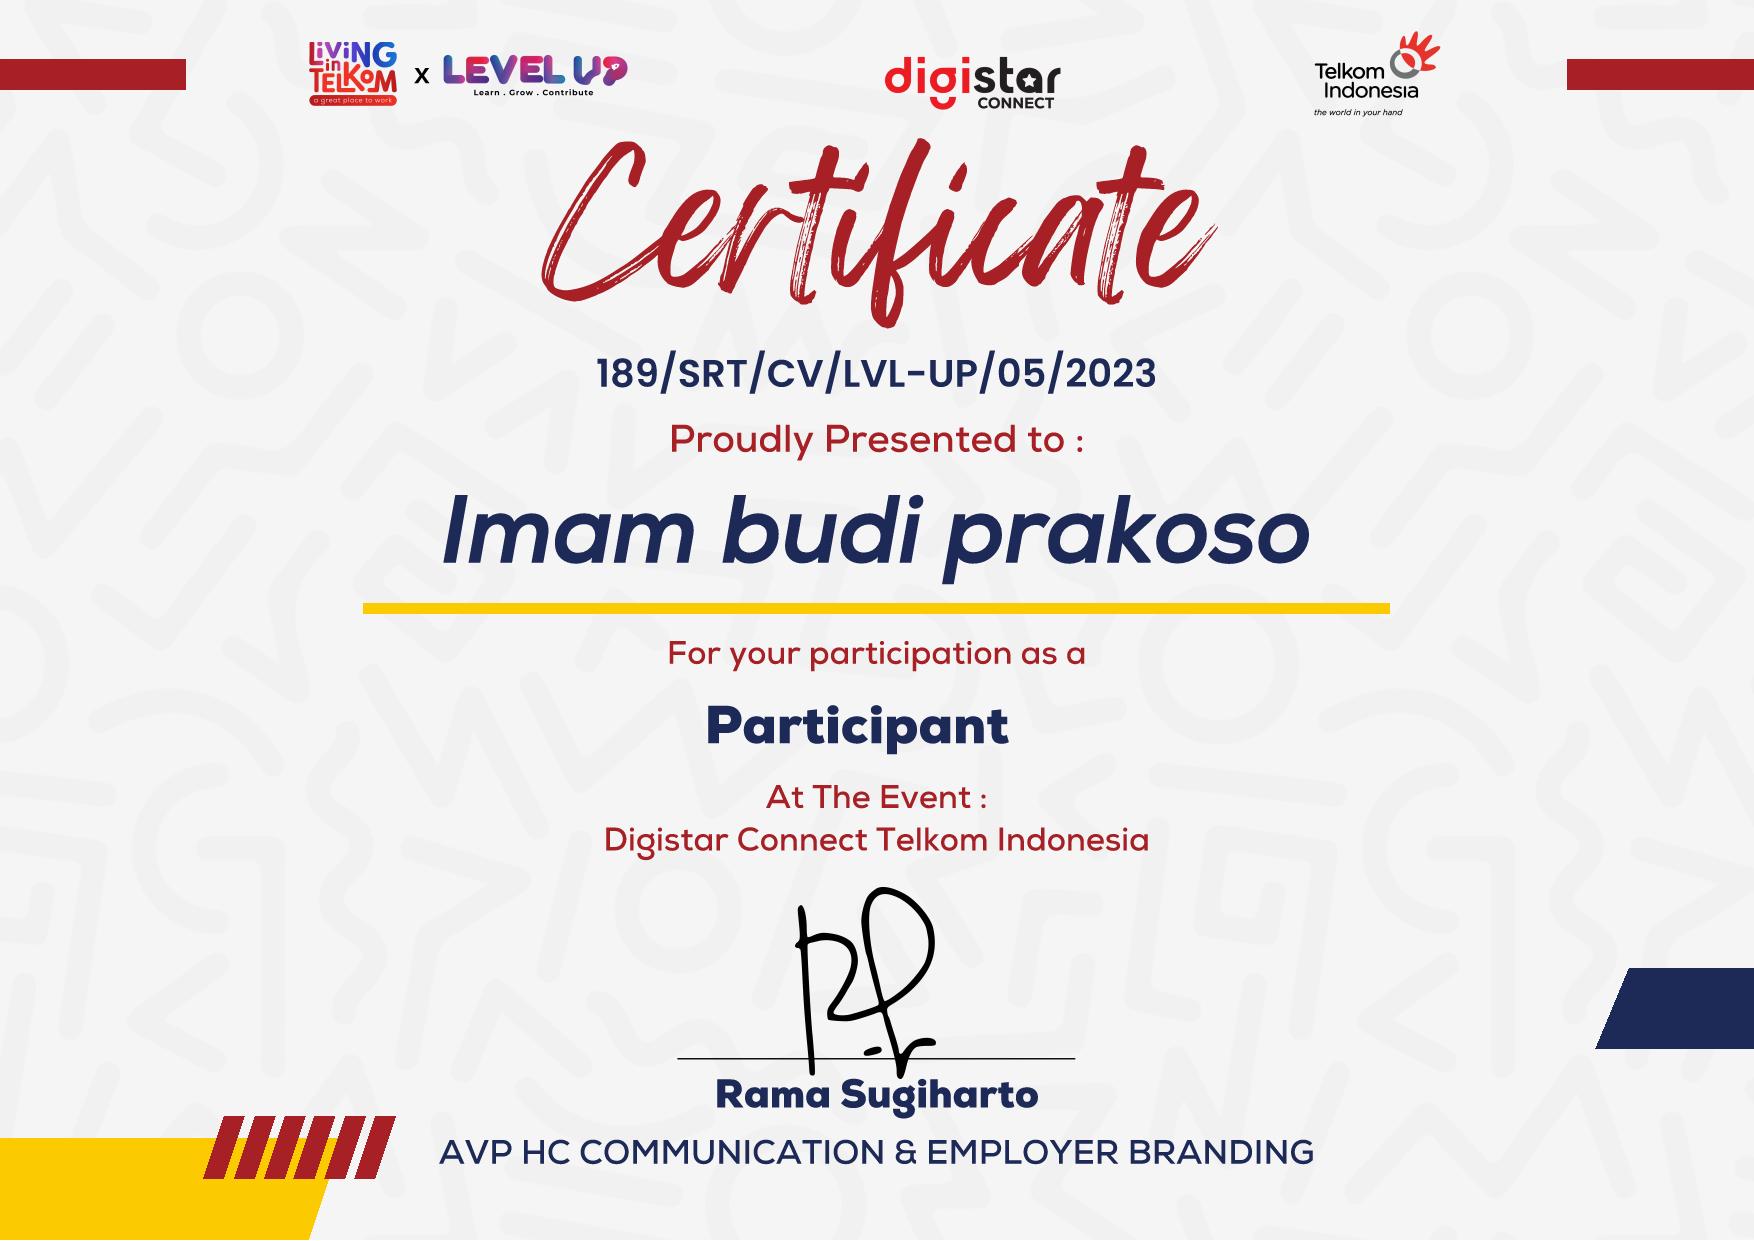 LiViNG
in
TELKOM
a great place to work
x
LEVEL UP
Learn . Grow . Contribute
digistar
CONNECT
Telkom
Indonesia
the world in your hand
Certificate
189/SRT/CV/LVL-UP/05/2023
Proudly Presented to :
Imam budi prakoso
For your participation as a
Participant
At The Event :
Digistar Connect Telkom Indonesia
Rama Sugiharto
AVP HC COMMUNICATION & EMPLOYER BRANDING